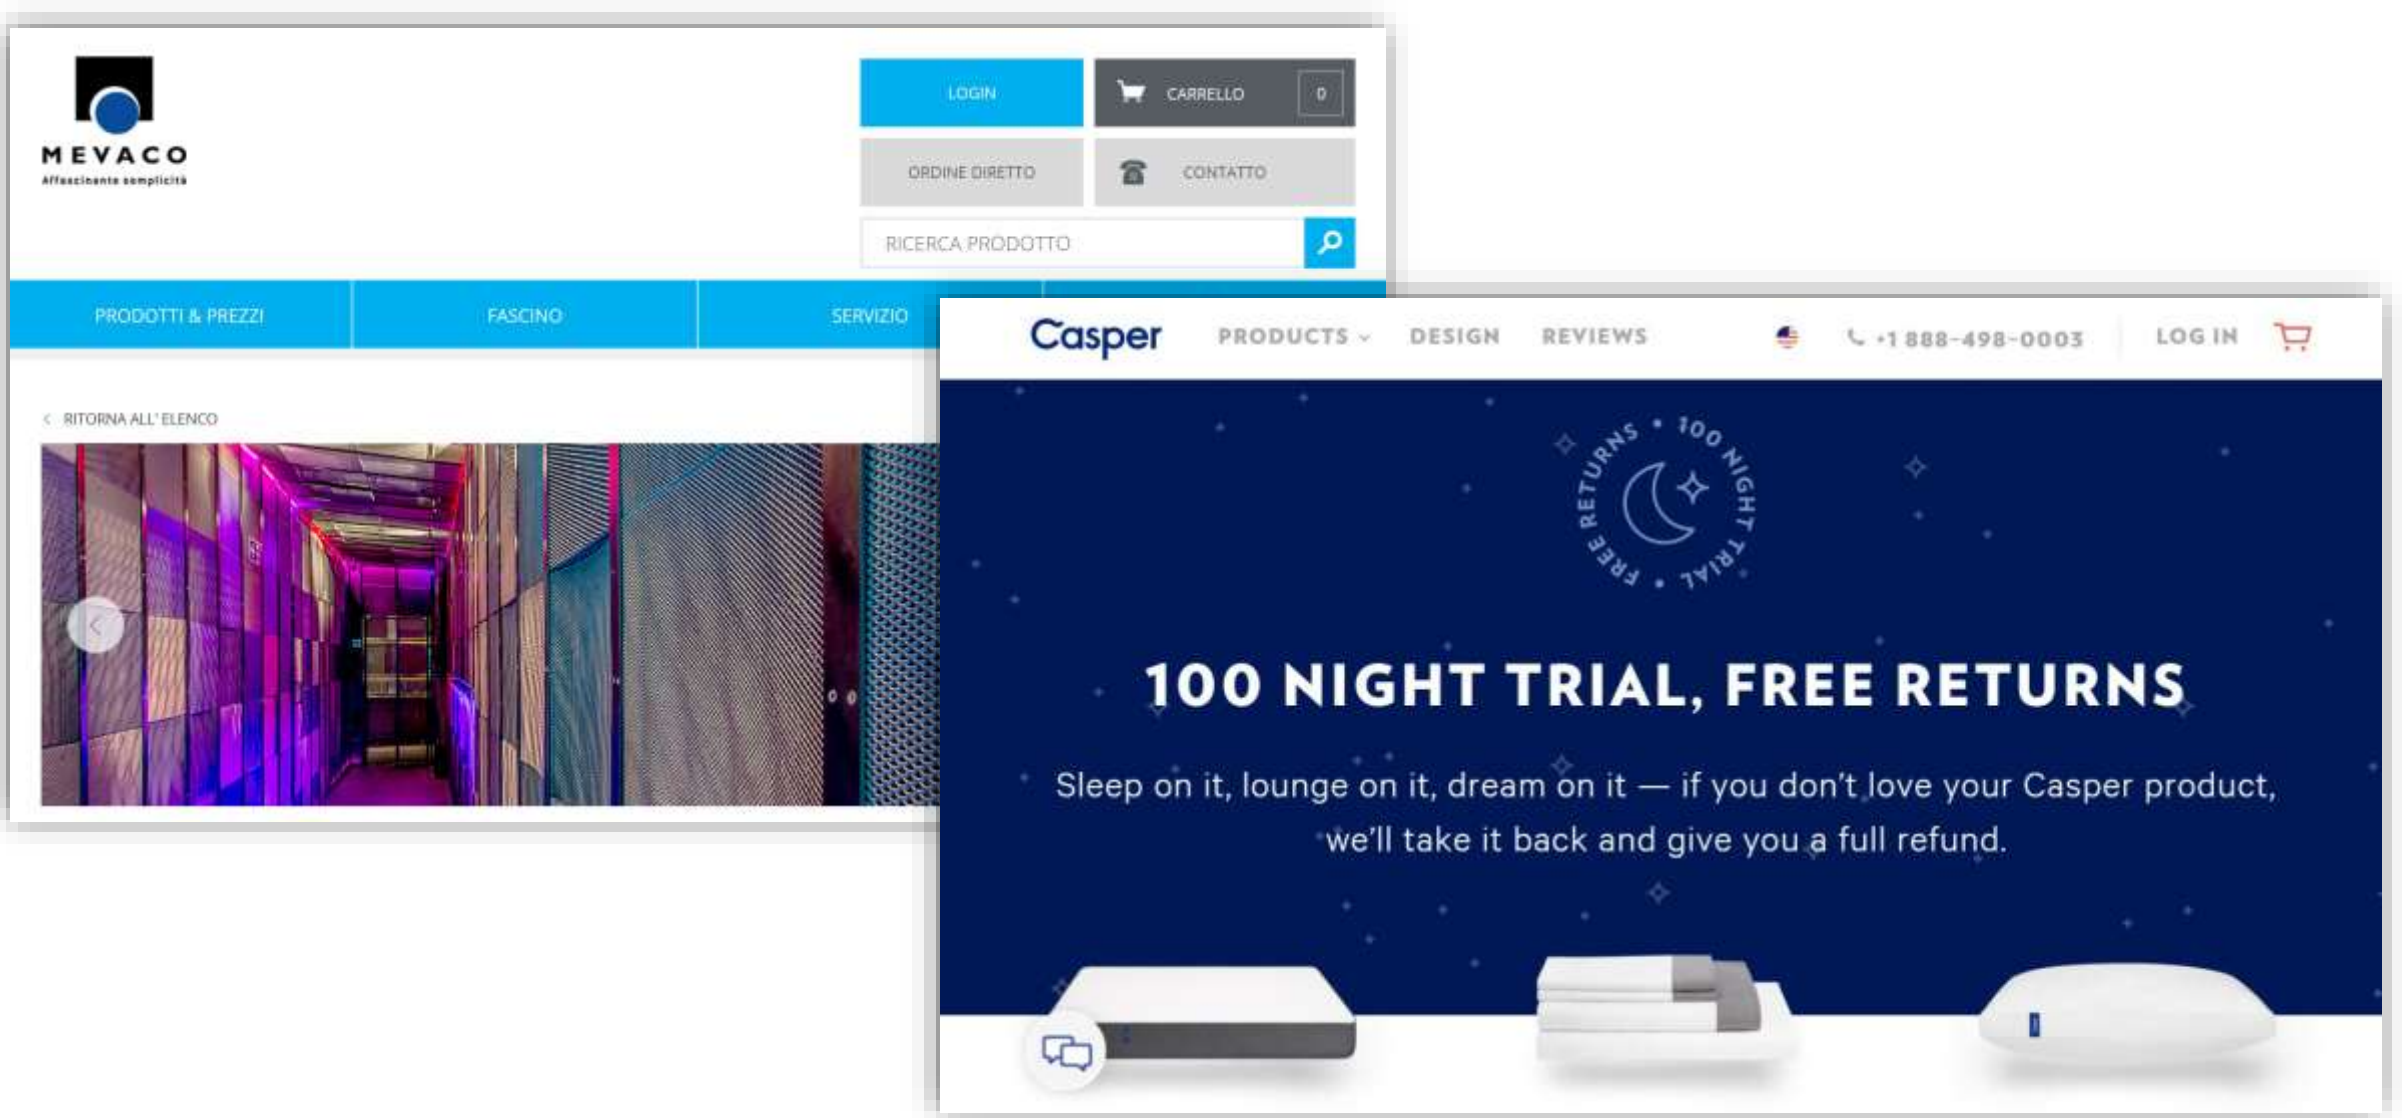 LOGIN
CARRELLO
0
MEVACO
Affascinante semplicità
ORDINE DIRETTO
CONTATTO
RICERCA PRODOTTO
PRODOTTI & PREZZI
FASCINO
SERVIZIO
< RITORNA ALL' ELENCO
Casper
PRODUCTS
DESIGN
REVIEWS
+1 888-498-0003
LOG IN
FREE RETURNS • 100 NIGHT TRIAL •
100 NIGHT TRIAL, FREE RETURNS
Sleep on it, lounge on it, dream on it — if you don't love your Casper product,
we'll take it back and give you a full refund.